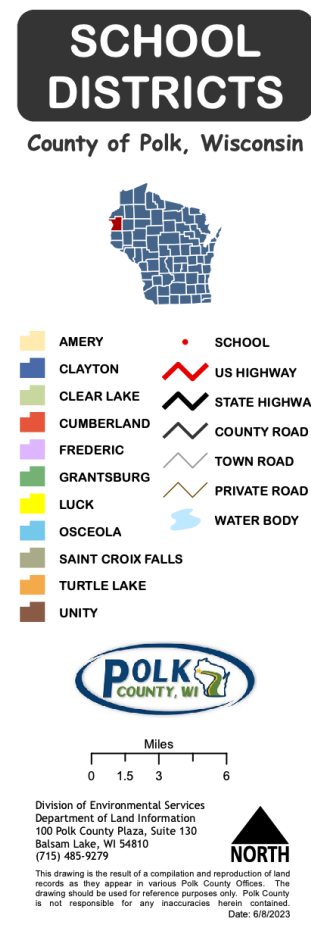 SCHOOL
DISTRICTS
County of Polk, Wisconsin
AMERY
CLAYTON
CLEAR LAKE
CUMBERLAND
FREDERIC
GRANTSBURG
LUCK
OSCEOLA
SAINT CROIX FALLS
TURTLE LAKE
UNITY
SCHOOL
US HIGHWAY
STATE HIGHWA
COUNTY ROAD
TOWN ROAD
PRIVATE ROAD
WATER BODY
POLK
COUNTY, WI
Miles
0 1.5 3 6
Division of Environmental Services
Department of Land Information
100 Polk County Plaza, Suite 130
Balsam Lake, WI 54810
(715) 485-9279
NORTH
This drawing is the result of a compilation and reproduction of land
records as they appear in various Polk County Offices. The
drawing should be used for reference purposes only. Polk County
is not responsible for any inaccuracies herein contained.
Date: 6/8/2023